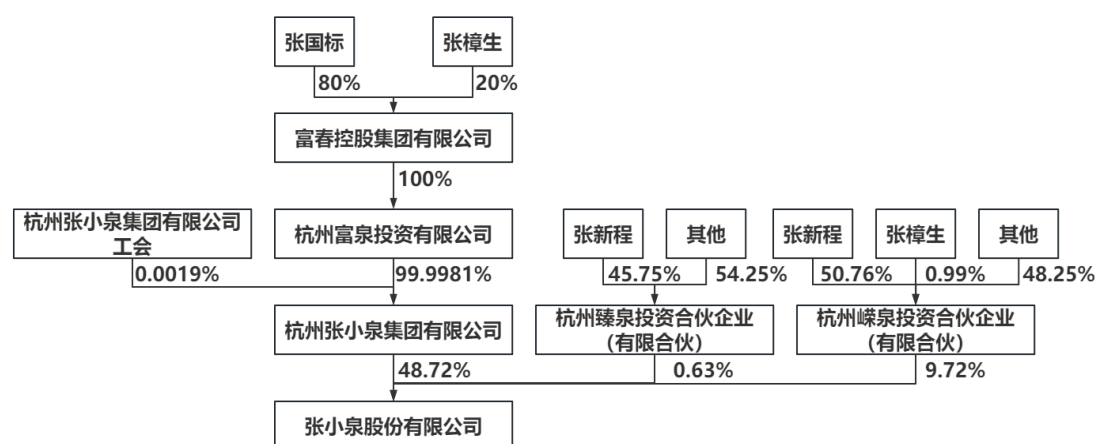 张国标
张樟生
80%
20%
富春控股集团有限公司
100%
杭州张小泉集团有限公司
工会
杭州富泉投资有限公司
张新程
其他
张新程
张樟生
其他
0.0019%
99.9981%
45.75%
54.25%
50.76%
0.99%
48.25%
杭州张小泉集团有限公司
杭州臻泉投资合伙企业
（有限合伙）
杭州嵘泉投资合伙企业
（有限合伙）
48.72%
0.63%
9.72%
张小泉股份有限公司